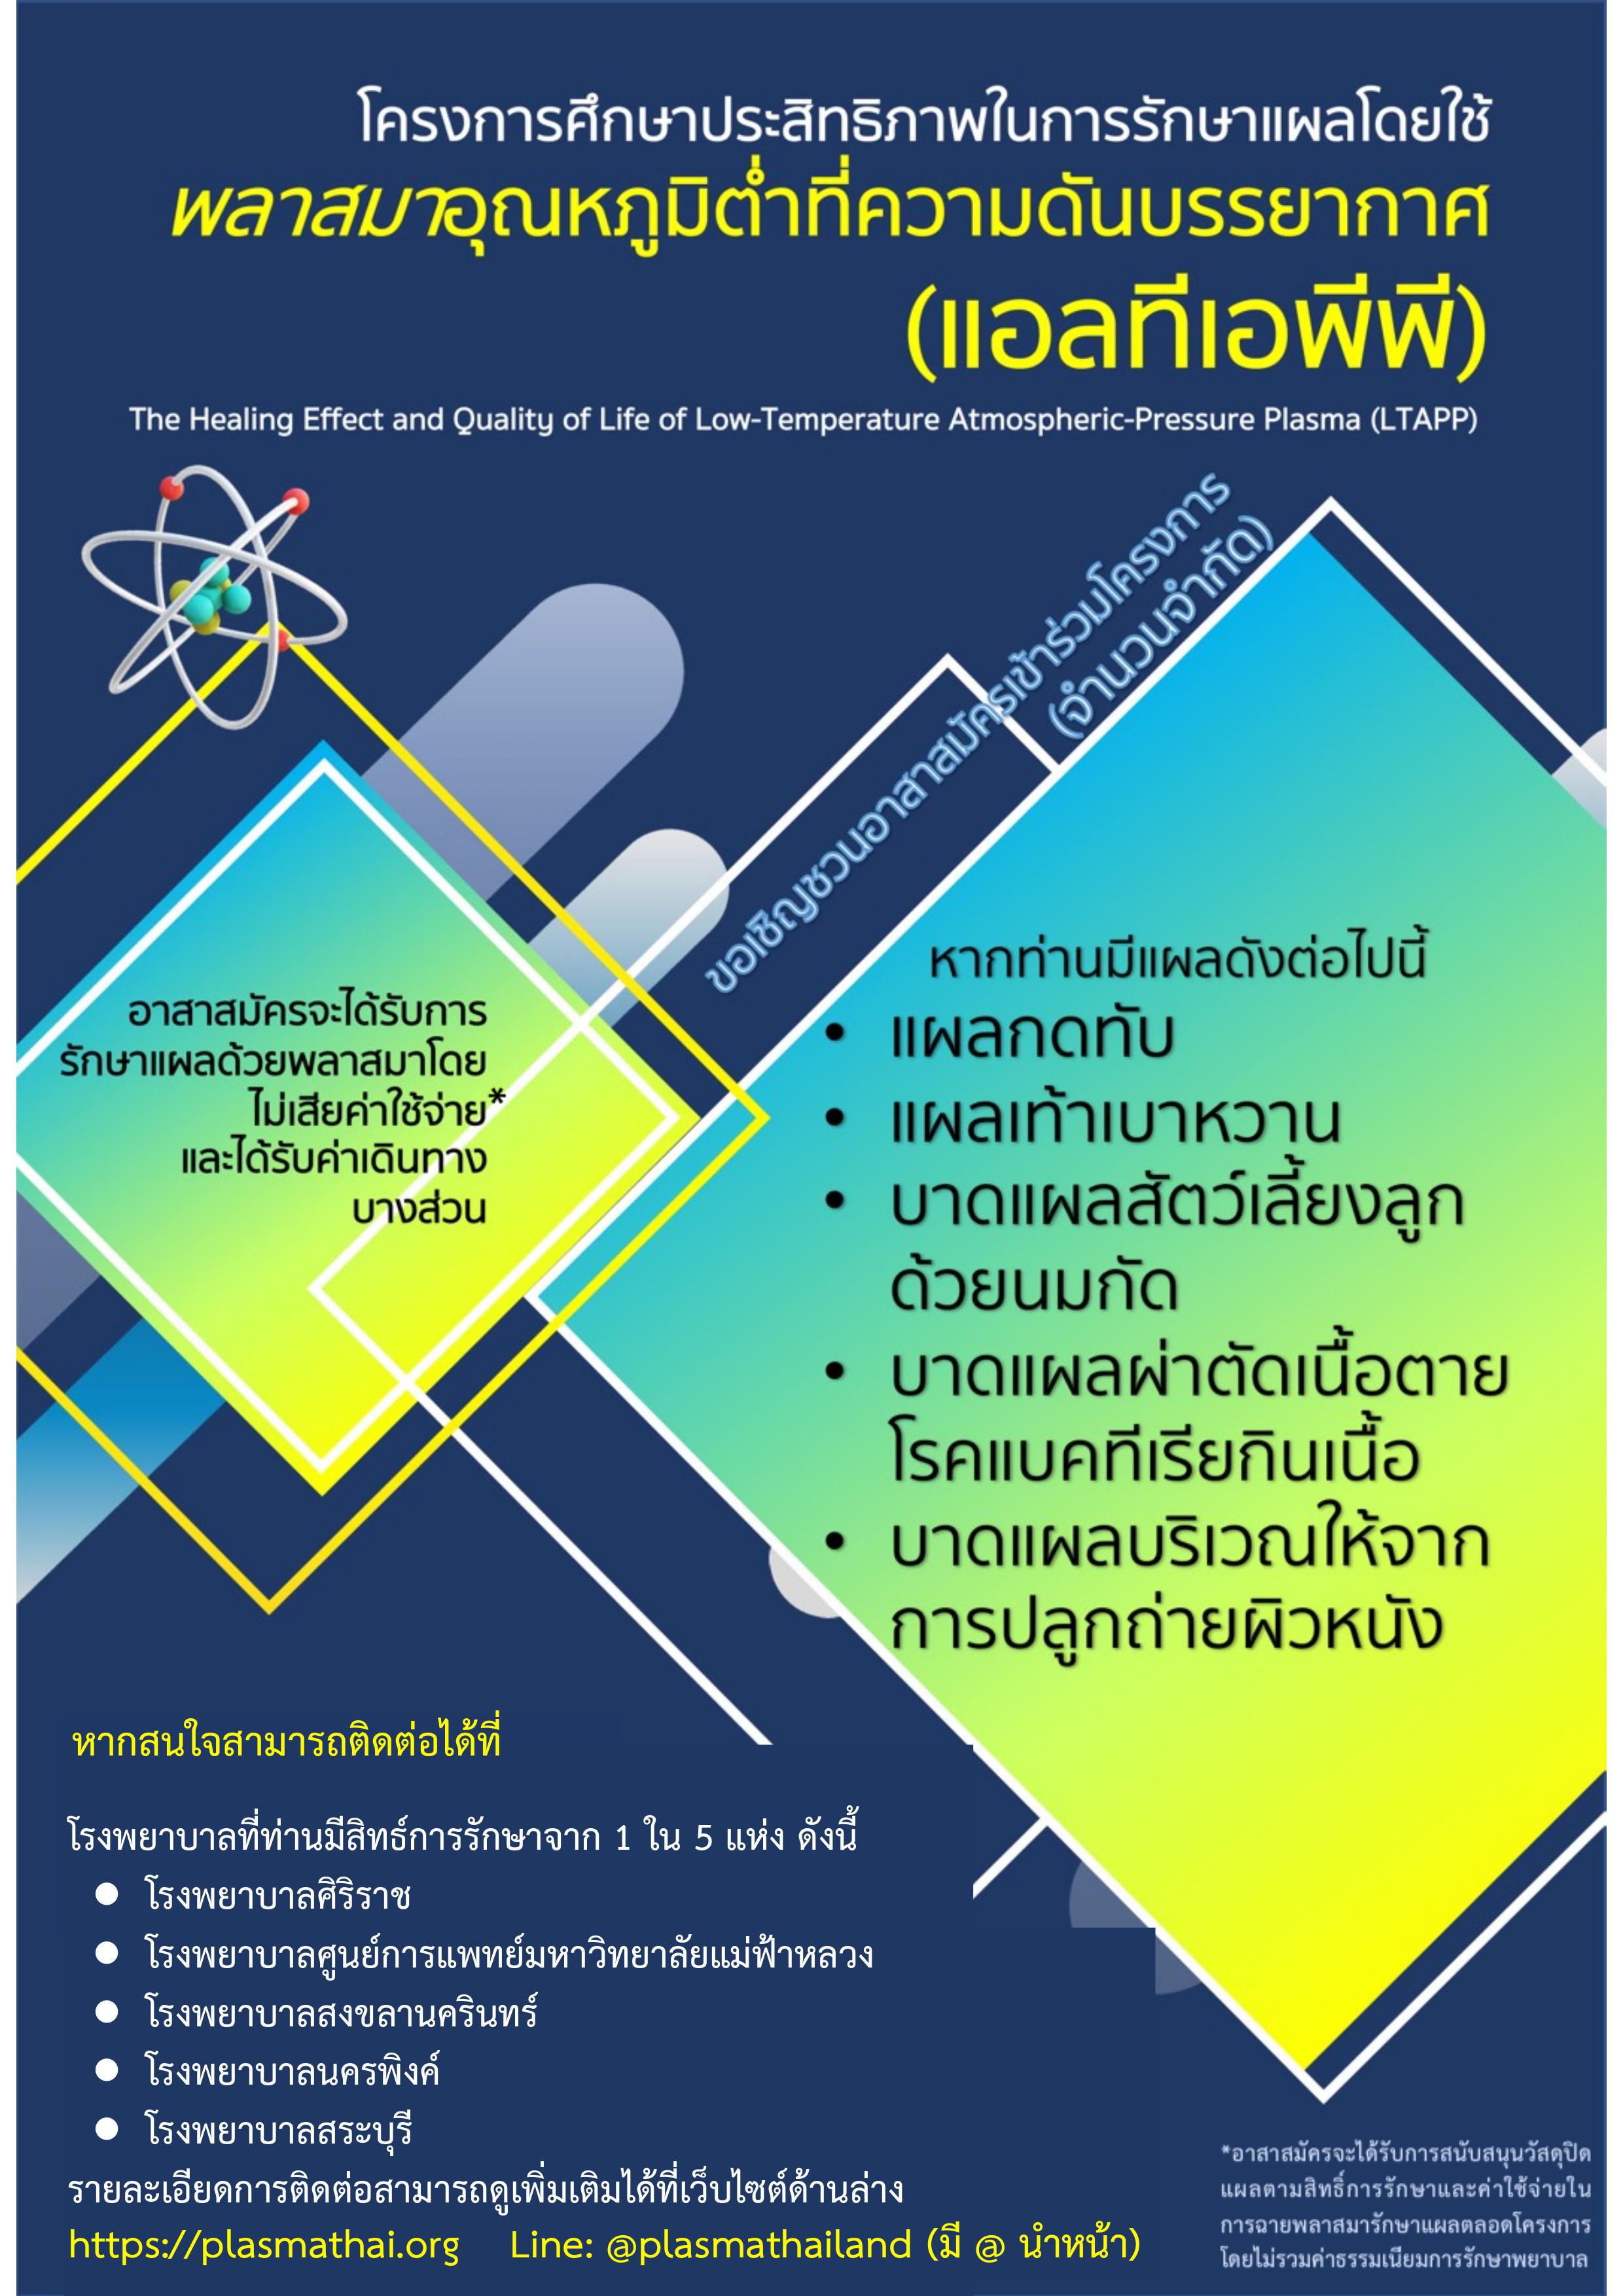 โครงการศึกษาประสิทธิภาพในการรักษาแผลโดยใช้
พลาสมาอุณหภูมิต่ำที่ความดันบรรยากาศ
(แอลทีเอพีพี)
The Healing Effect and Quality of Life of Low-Temperature Atmospheric-Pressure Plasma (LTAPP)
ขอเชิญชวนอาสาสมัครเข้าร่วมโครงการ
(จำนวนจำกัด)
อาสาสมัครจะได้รับการ
รักษาแผลด้วยพลาสมาโดย
ไม่เสียค่าใช้จ่าย*
และได้รับค่าเดินทาง
บางส่วน
หากท่านมีแผลดังต่อไปนี้
• แผลกดทับ
• แผลเท้าเบาหวาน
• บาดแผลสัตว์เลี้ยงลูก
ด้วยนมกัด
• บาดแผลผ่าตัดเนื้อตาย
โรคแบคทีเรียกินเนื้อ
• บาดแผลบริเวณให้จาก
การปลูกถ่ายผิวหนัง
หากสนใจสามารถติดต่อได้ที่
โรงพยาบาลที่ท่านมีสิทธ์การรักษาจาก 1 ใน 5 แห่ง ดังนี้
● โรงพยาบาลศิริราช
● โรงพยาบาลศูนย์การแพทย์มหาวิทยาลัยแม่ฟ้าหลวง
● โรงพยาบาลสงขลานครินทร์
● โรงพยาบาลนครพิงค์
● โรงพยาบาลสระบุรี
รายละเอียดการติดต่อสามารถดูเพิ่มเติมได้ที่เว็บไซต์ด้านล่าง
https://plasmathai.org Line: @plasmathailand (มี @ นำหน้า)
*อาสาสมัครจะได้รับการสนับสนุนวัสดุปิด
แผลตามสิทธิ์การรักษาและค่าใช้จ่ายใน
การฉายพลาสมารักษาแผลตลอดโครงการ
โดยไม่รวมค่าธรรมเนียมการรักษาพยาบาล